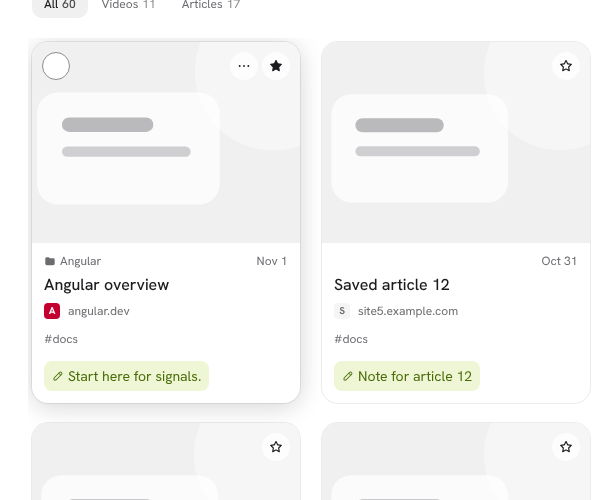 All 60 Videos 11 Articles 17
Angular Nov 1
Angular overview
A angular.dev
#docs
Start here for signals.
Oct 31
Saved article 12
S site5.example.com
#docs
Note for article 12